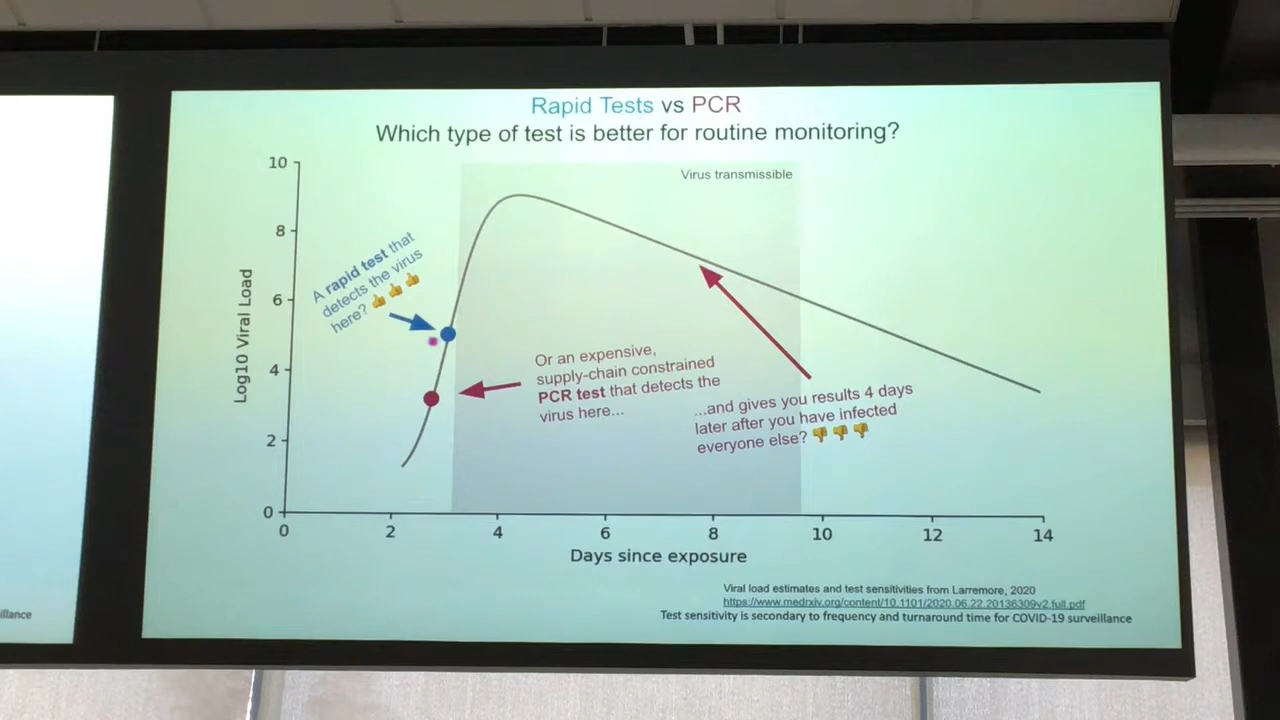 Rapid Tests vs PCR
Which type of test is better for routine monitoring?
10
8
6
4
2
0
Log10 Viral Load
Virus transmissible
A rapid test that
detects the virus
here? 👍 👍 👍
Or an expensive,
supply-chain constrained
PCR test that detects the
virus here...
...and gives you results 4 days
later after you have infected
everyone else? 👎 👎 👎
0
2
4
6
8
10
12
14
Days since exposure
Viral load estimates and test sensitivities from Larremore, 2020
https://www.medrxiv.org/content/10.1101/2020.06.22.20136309v2.full.pdf
Test sensitivity is secondary to frequency and turnaround time for COVID-19 surveillance
illance